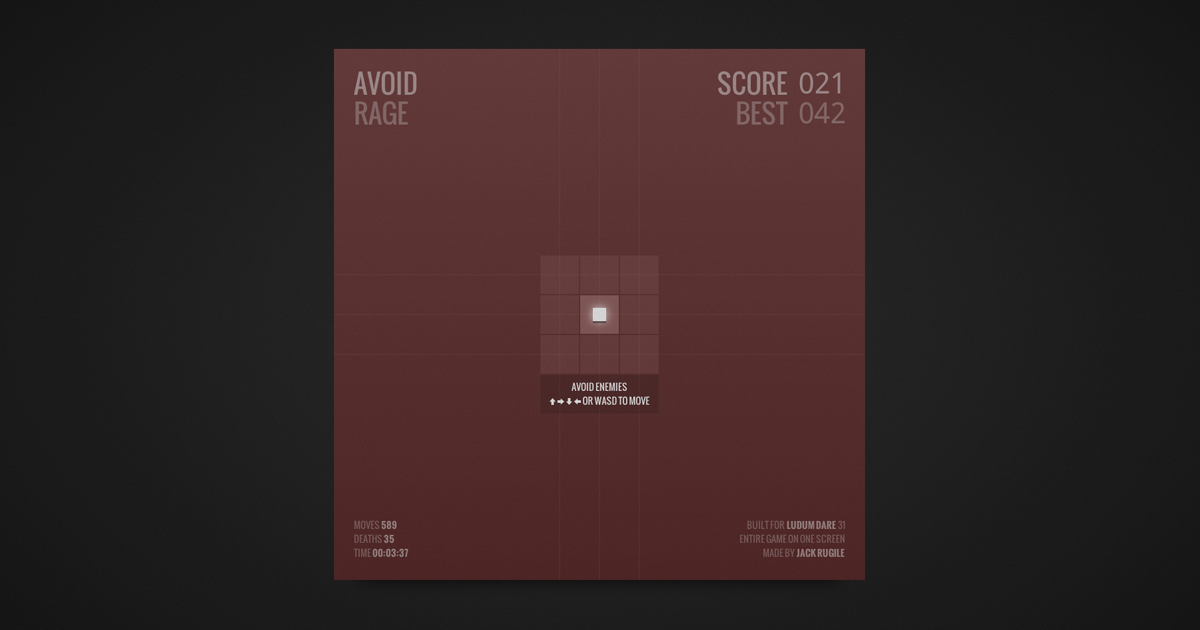 AVOID
RAGE
SCORE 021
BEST 042
AVOID ENEMIES
⬆ ➡ ⬇ ⬅ OR WASD TO MOVE
MOVES 589
DEATHS 35
TIME 00:03:37
BUILT FOR LUDUM DARE 31
ENTIRE GAME ON ONE SCREEN
MADE BY JACK RUGILE